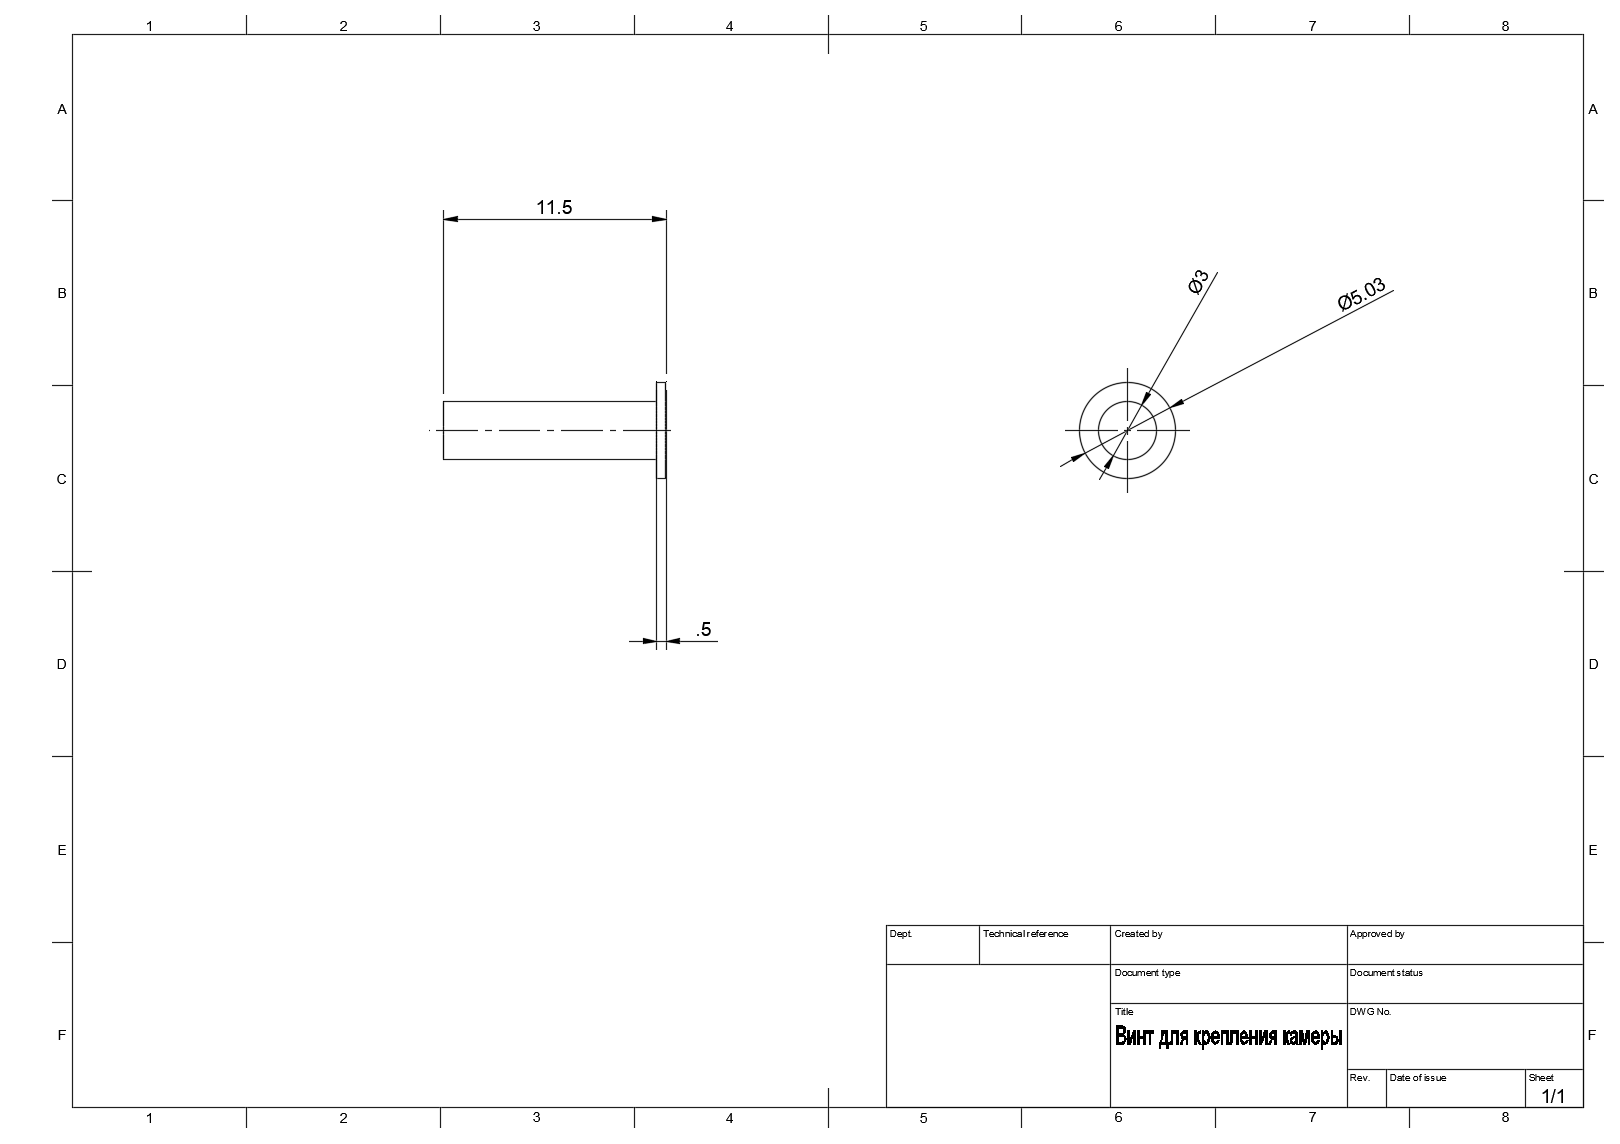 1 2 3 4 5 6 7 8
A A
11.5
B B
Ø3
Ø5.03
C C
.5
D D
E E
Dept. Technical reference Created by Approved by
Document type Document status
Title DWG No.
Винт для крепления камеры
F F
Rev. Date of issue Sheet
1/1
1 2 3 4 5 6 7 8